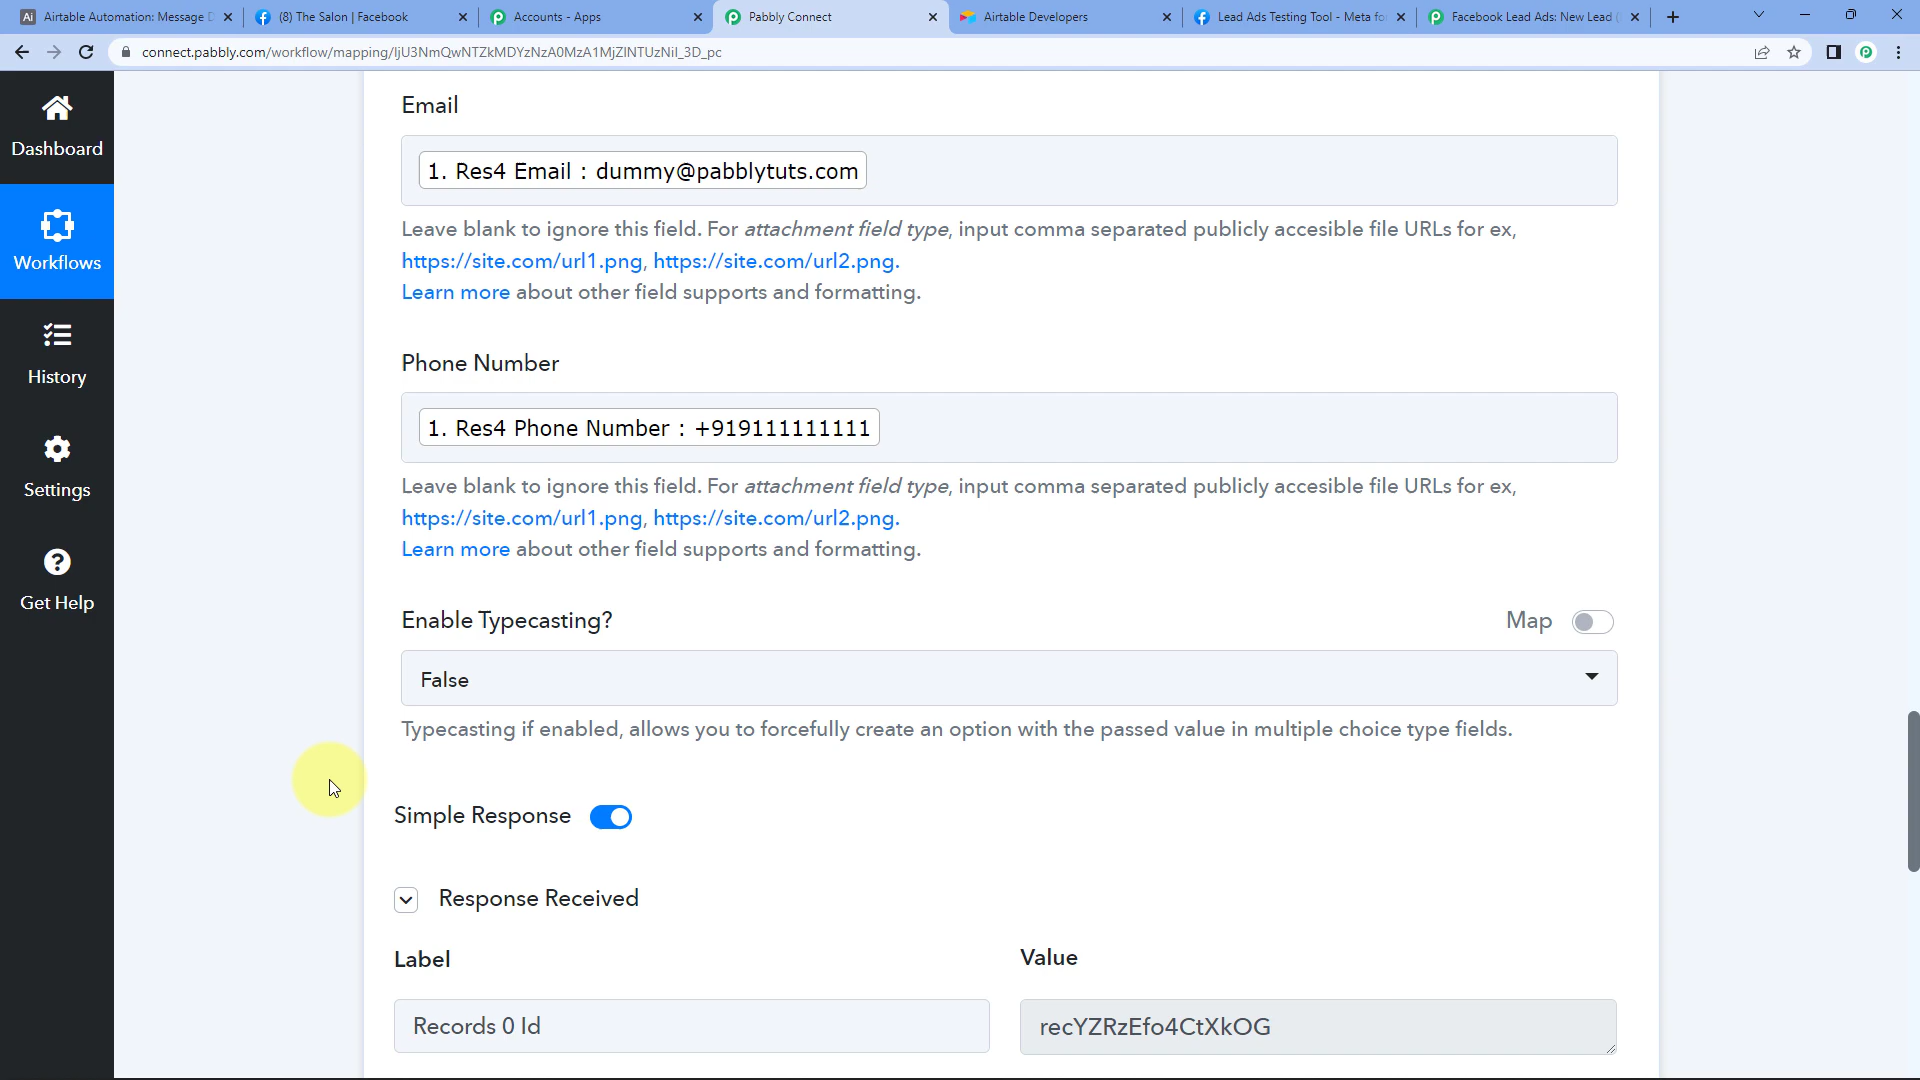 Airtable Automation: Message D
(8) The Salon | Facebook
Accounts - Apps
Pabbly Connect
Airtable Developers
Lead Ads Testing Tool - Meta fo
Facebook Lead Ads: New Lead (
connect.pabbly.com/workflow/mapping/IjU3NmQwNTZkMDYzNzA0MzA1MjZlNTUzNiI_3D_pc
Dashboard
Workflows
History
Settings
Get Help
Email
1. Res4 Email : dummy@pabblytuts.com
Leave blank to ignore this field. For attachment field type, input comma separated publicly accesible file URLs for ex,
https://site.com/url1.png, https://site.com/url2.png.
Learn more about other field supports and formatting.
Phone Number
1. Res4 Phone Number : +919111111111
Leave blank to ignore this field. For attachment field type, input comma separated publicly accesible file URLs for ex,
https://site.com/url1.png, https://site.com/url2.png.
Learn more about other field supports and formatting.
Enable Typecasting?
Map
False
Typecasting if enabled, allows you to forcefully create an option with the passed value in multiple choice type fields.
Simple Response
Response Received
Label
Value
Records 0 Id
recYZRzEfo4CtXkOG